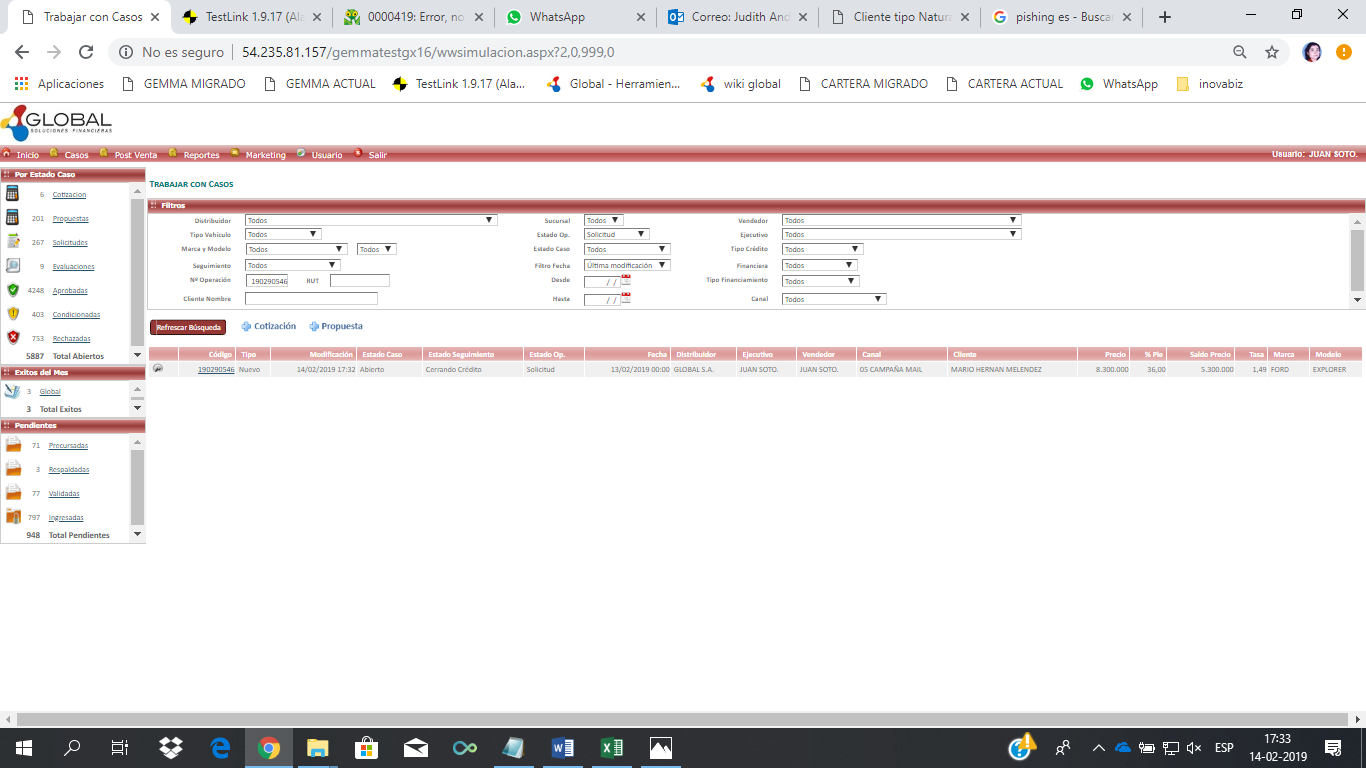 Trabajar con Casos
TestLink 1.9.17 (Ala
0000419: Error, no
WhatsApp
Correo: Judith And
Cliente tipo Natura
pishing es - Buscar
No es seguro | 54.235.81.157/gemmatestgx16/wwsimulacion.aspx?2,0,999,0
Aplicaciones GEMMA MIGRADO GEMMA ACTUAL TestLink 1.9.17 (Ala... Global - Herramien... wiki global CARTERA MIGRADO CARTERA ACTUAL WhatsApp inovabiz
GLOBAL
SOLUCIONES FINANCIERAS
Inicio Casos Post Venta Reportes Marketing Usuario Salir Usuario: JUAN SOTO.
Por Estado Caso
6 Cotizacion
201 Propuestas
267 Solicitudes
9 Evaluaciones
4248 Aprobadas
403 Condicionadas
753 Rechazadas
5887 Total Abiertos
Exitos del Mes
3 Global
3 Total Exitos
Pendientes
71 Precursadas
3 Respaldadas
77 Validadas
797 Ingresadas
948 Total Pendientes
TRABAJAR CON CASOS
Filtros
Distribuidor Todos Sucursal Todos Vendedor Todos
Tipo Vehículo Todos Estado Op. Solicitud Ejecutivo Todos
Marca y Modelo Todos Todos Estado Caso Todos Tipo Crédito Todos
Seguimiento Todos Filtro Fecha Última modificación Financiera Todos
Nº Operación 190290546 RUT Desde / / Tipo Financiamiento Todos
Cliente Nombre Hasta / / Canal Todos
Refrescar Búsqueda Cotización Propuesta
Código Tipo Modificación Estado Caso Estado Seguimiento Estado Op. Fecha Distribuidor Ejecutivo Vendedor Canal Cliente Precio % Pie Saldo Precio Tasa Marca Modelo
190290546 Nuevo 14/02/2019 17:32 Abierto Cerrando Crédito Solicitud 13/02/2019 00:00 GLOBAL S.A. JUAN SOTO. JUAN SOTO. 05 CAMPAÑA MAIL MARIO HERNAN MELENDEZ 8.300.000 36,00 5.300.000 1,49 FORD EXPLORER
ESP
17:33
14-02-2019